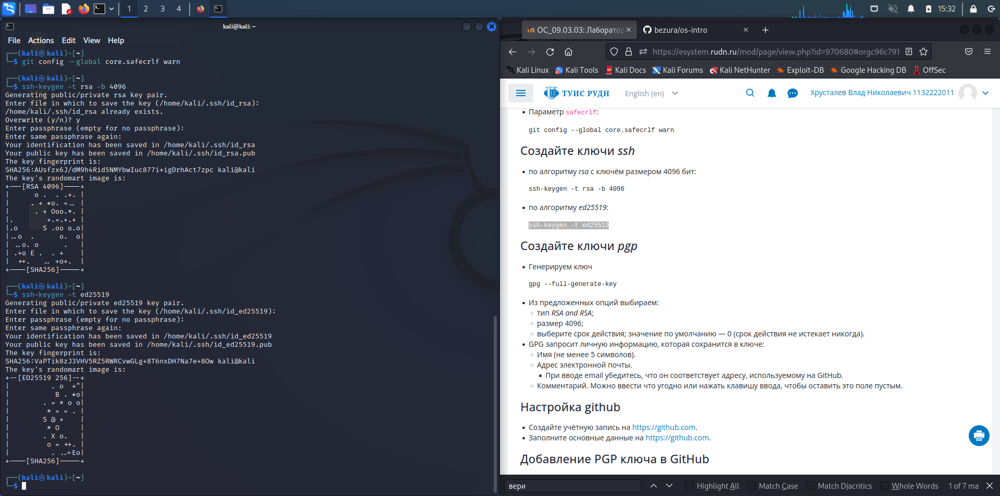 1 2 3 4
15:32
kali@kali: ~
File Actions Edit View Help
┌──(kali㉿kali)-[~]
└─$ git config --global core.safecrlf warn
┌──(kali㉿kali)-[~]
└─$ ssh-keygen -t rsa -b 4096
Generating public/private rsa key pair.
Enter file in which to save the key (/home/kali/.ssh/id_rsa):
/home/kali/.ssh/id_rsa already exists.
Overwrite (y/n)? y
Enter passphrase (empty for no passphrase):
Enter same passphrase again:
Your identification has been saved in /home/kali/.ssh/id_rsa
Your public key has been saved in /home/kali/.ssh/id_rsa.pub
The key fingerprint is:
SHA256:AUsfzx6J/dM9h4Rid5NMYbwIuc877i+igDrhAct7zpc kali@kali
The key's randomart image is:
+---[RSA 4096]----+
|      o .  . .+. |
|     . + *o. =.. |
|      . + Ooo.*. |
|.        +.=.+.+ |
|.o      S .oo o.o|
|..o  .      o.  o|
| ..o. o      .   |
| .+o E .  . +    |
|  ++.   .. +o+.  |
+----[SHA256]-----+
┌──(kali㉿kali)-[~]
└─$ ssh-keygen -t ed25519
Generating public/private ed25519 key pair.
Enter file in which to save the key (/home/kali/.ssh/id_ed25519):
Enter passphrase (empty for no passphrase):
Enter same passphrase again:
Your identification has been saved in /home/kali/.ssh/id_ed25519
Your public key has been saved in /home/kali/.ssh/id_ed25519.pub
The key fingerprint is:
SHA256:VaPTik8zJ3VHV5RZ5RWRCvwGLg+8T6nxDH7Na7e+8Ow kali@kali
The key's randomart image is:
+--[ED25519 256]--+
|          . o  +^|
|           B . *o|
|        . = * o o|
|         * = = . |
|        S @ +    |
|         * O     |
|        . X o.   |
|         o = ++. |
|          . ..=Eo|
+----[SHA256]-----+
┌──(kali㉿kali)-[~]
└─$
ОС_09.03.03: Лаборатор
bezura/os-intro
https://esystem.rudn.ru/mod/page/view.php?id=970680#orgc96c791
Kali Linux Kali Tools Kali Docs Kali Forums Kali NetHunter Exploit-DB Google Hacking DB OffSec
ТУИС РУДН English (en) Хрусталев Влад Николаевич 1132222011
• Параметр safecrlf:
git config --global core.safecrlf warn
Создайте ключи ssh
• по алгоритму rsa с ключём размером 4096 бит:
ssh-keygen -t rsa -b 4096
• по алгоритму ed25519:
ssh-keygen -t ed25519
Создайте ключи pgp
• Генерируем ключ
gpg --full-generate-key
• Из предложенных опций выбираем:
◦ тип RSA and RSA;
◦ размер 4096;
◦ выберите срок действия; значение по умолчанию — 0 (срок действия не истекает никогда).
• GPG запросит личную информацию, которая сохранится в ключе:
◦ Имя (не менее 5 символов).
◦ Адрес электронной почты.
▪ При вводе email убедитесь, что он соответствует адресу, используемому на GitHub.
◦ Комментарий. Можно ввести что угодно или нажать клавишу ввода, чтобы оставить это поле пустым.
Настройка github
• Создайте учётную запись на https://github.com.
• Заполните основные данные на https://github.com.
Добавление PGP ключа в GitHub
вери Highlight All Match Case Match Diacritics Whole Words 1 of 7 ma